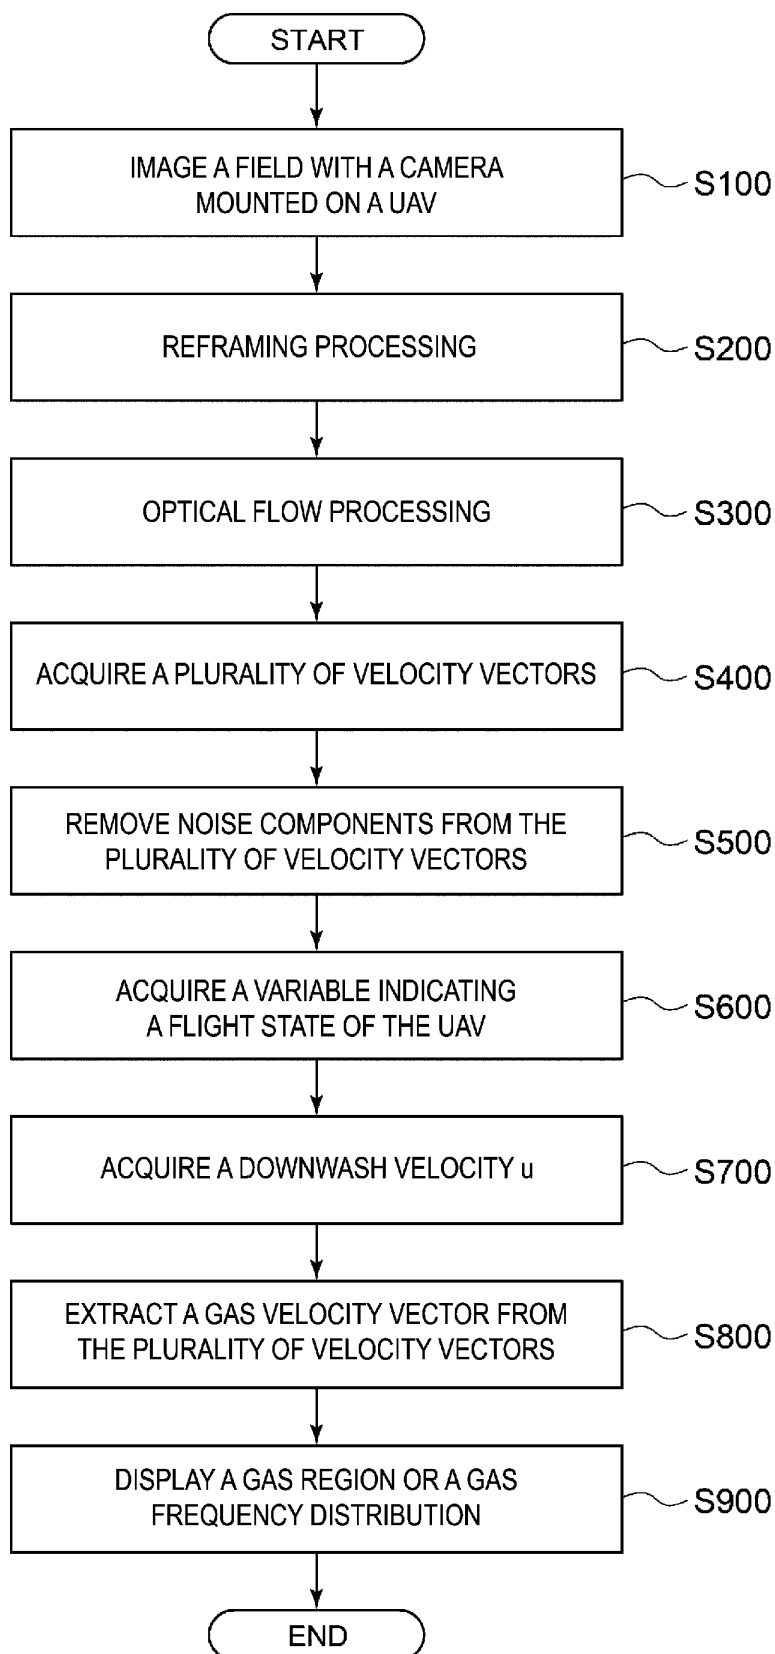 START
IMAGE A FIELD WITH A CAMERA
MOUNTED ON A UAV
S100
REFRAMING PROCESSING
S200
OPTICAL FLOW PROCESSING
S300
ACQUIRE A PLURALITY OF VELOCITY VECTORS
S400
REMOVE NOISE COMPONENTS FROM THE
PLURALITY OF VELOCITY VECTORS
S500
ACQUIRE A VARIABLE INDICATING
A FLIGHT STATE OF THE UAV
S600
ACQUIRE A DOWNWASH VELOCITY u
S700
EXTRACT A GAS VELOCITY VECTOR FROM
THE PLURALITY OF VELOCITY VECTORS
S800
DISPLAY A GAS REGION OR A GAS
FREQUENCY DISTRIBUTION
S900
END